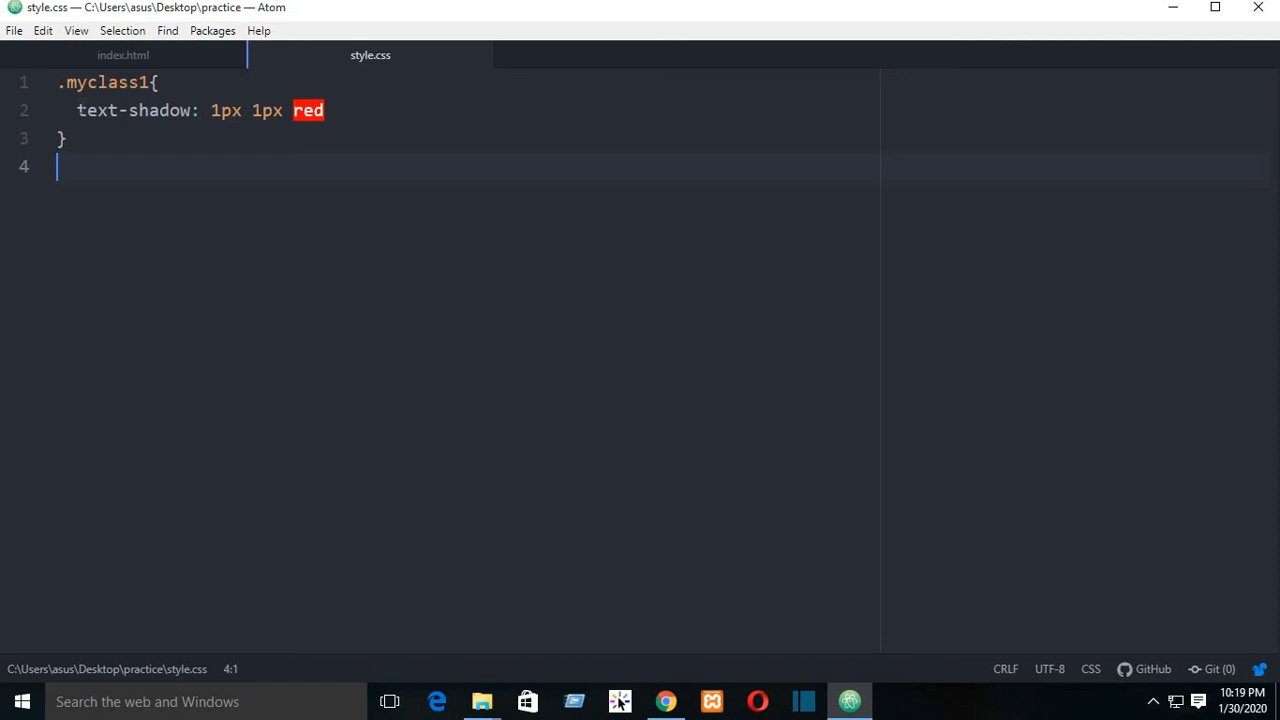 style.css — C:\Users\asus\Desktop\practice — Atom
File Edit View Selection Find Packages Help
index.html style.css
1 .myclass1{
2 text-shadow: 1px 1px red
3 }
4
C:\Users\asus\Desktop\practice\style.css 4:1 CRLF UTF-8 CSS GitHub Git (0)
Search the web and Windows
10:19 PM
1/30/2020